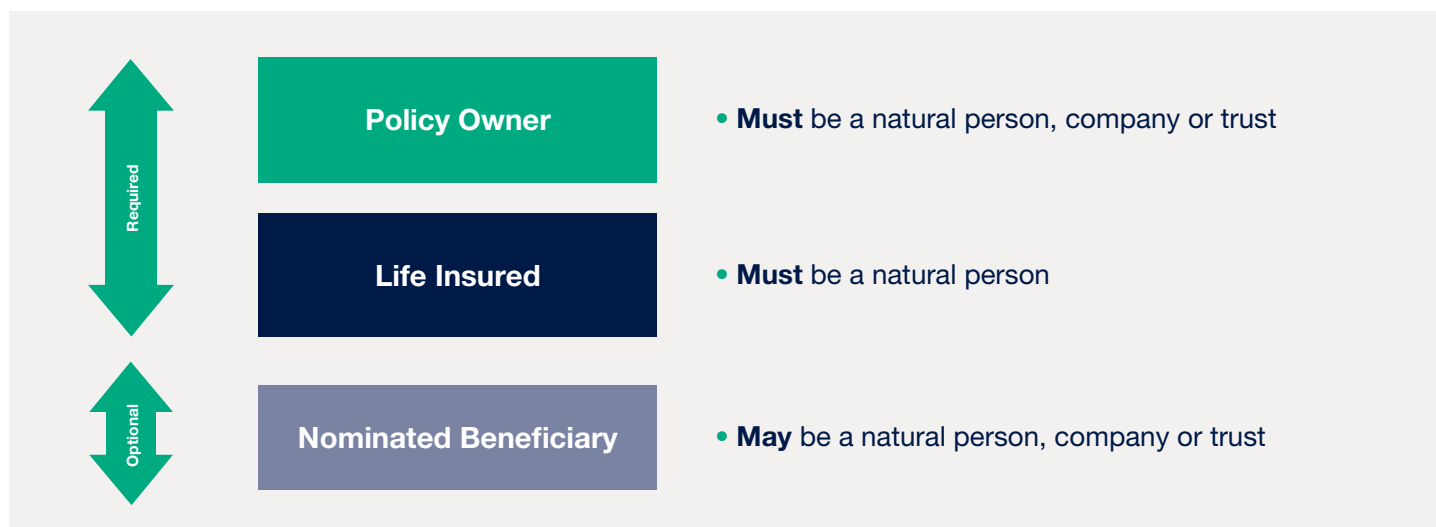 Required
Policy Owner
• Must be a natural person, company or trust
Life Insured
• Must be a natural person
Optional
Nominated Beneficiary
• May be a natural person, company or trust